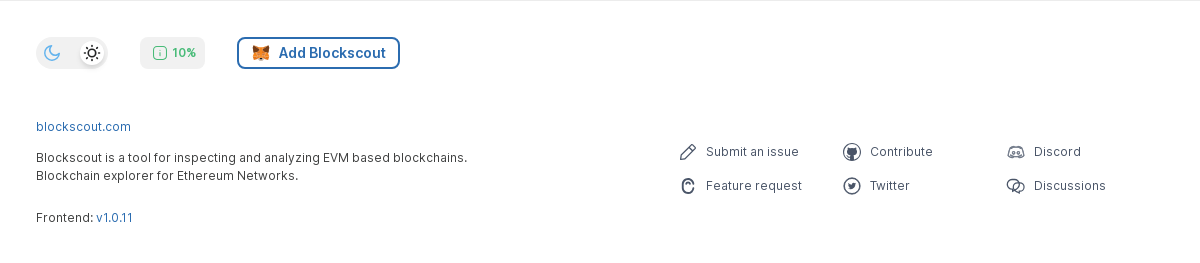 10%
Add Blockscout
blockscout.com
Blockscout is a tool for inspecting and analyzing EVM based blockchains.
Blockchain explorer for Ethereum Networks.
Frontend: v1.0.11
Submit an issue
Contribute
Discord
Feature request
Twitter
Discussions